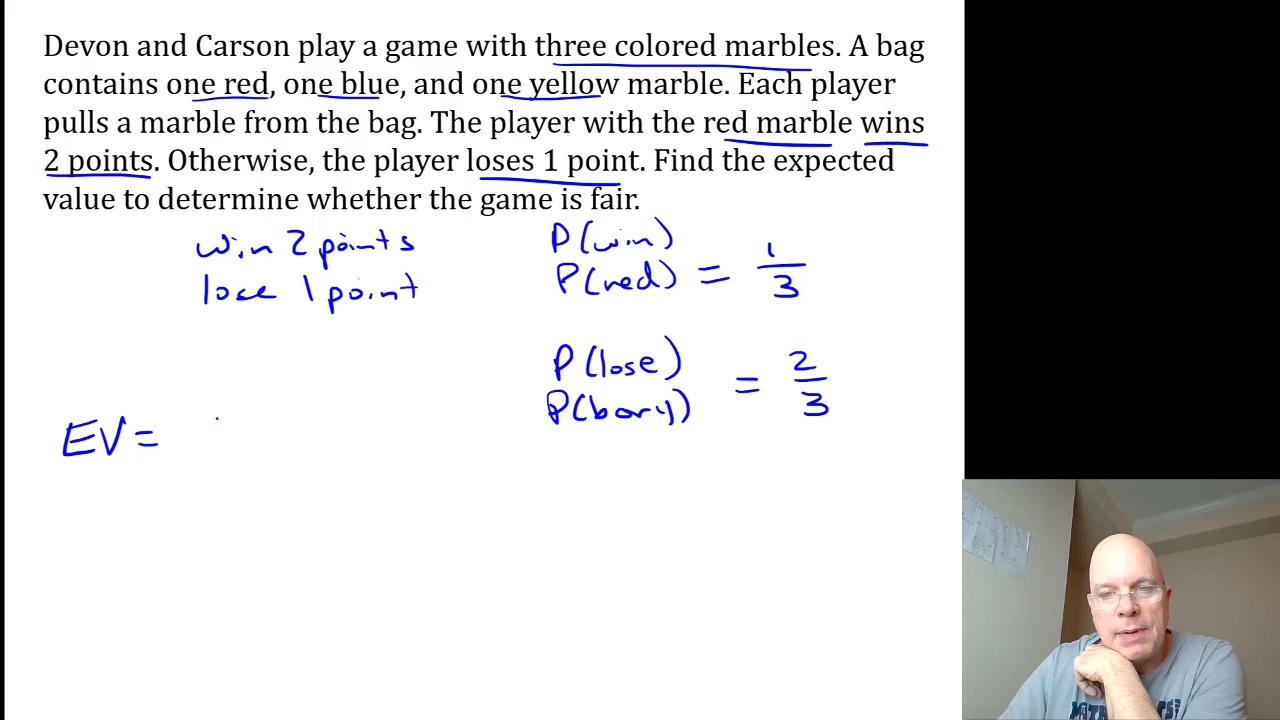 Devon and Carson play a game with three colored marbles. A bag
contains one red, one blue, and one yellow marble. Each player
pulls a marble from the bag. The player with the red marble wins
2 points. Otherwise, the player loses 1 point. Find the expected
value to determine whether the game is fair.
win 2 points
lose 1 point
P(win)
P(red) = 1/3
P(lose)
P(bory) = 2/3
EV=